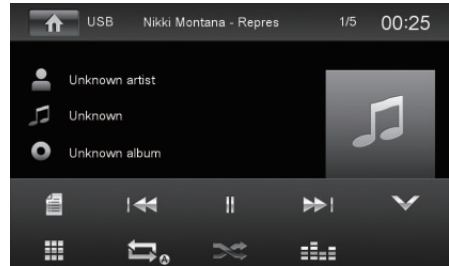 USB Nikki Montana - Repres 1/5 00:25
Unknown artist
Unknown
Unknown album
A